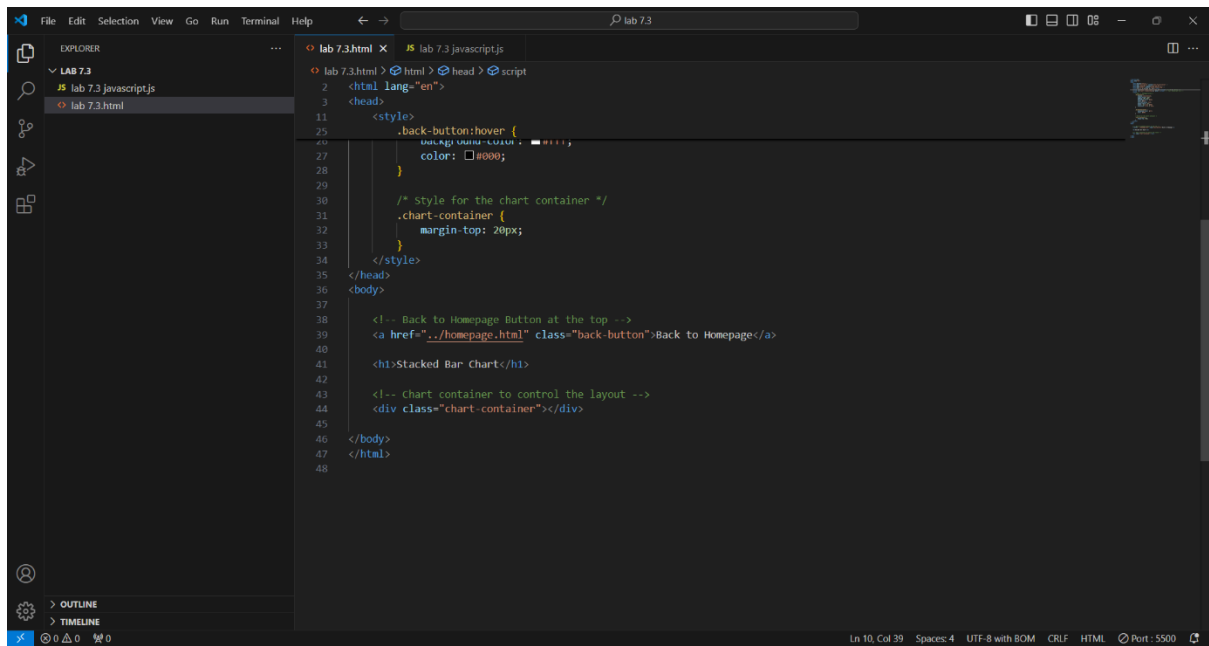 File Edit Selection View Go Run Terminal Help
lab 7.3
EXPLORER
LAB 7.3
JS lab 7.3 javascript.js
lab 7.3.html
OUTLINE
TIMELINE
lab 7.3.html JS lab 7.3 javascript.js
lab 7.3.html > html > head > script
2 <html lang="en">
3 <head>
11 <style>
25 .back-button:hover {
26 background-color: #fff;
27 color: #000;
28 }
29
30 /* Style for the chart container */
31 .chart-container {
32 margin-top: 20px;
33 }
34 </style>
35 </head>
36 <body>
37
38 <!-- Back to Homepage Button at the top -->
39 <a href="../homepage.html" class="back-button">Back to Homepage</a>
40
41 <h1>Stacked Bar Chart</h1>
42
43 <!-- Chart container to control the layout -->
44 <div class="chart-container"></div>
45
46 </body>
47 </html>
48
0 0 0 Ln 10, Col 39 Spaces: 4 UTF-8 with BOM CRLF HTML Port : 5500